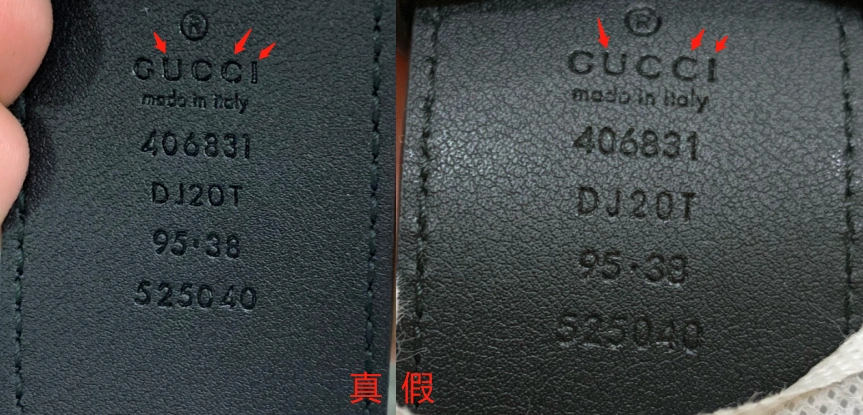 ®
GUCCI
made in italy
406831
DJ20T
95·38
525040
®
GUCCI
made in italy
406831
DJ20T
95·38
525040
真 假